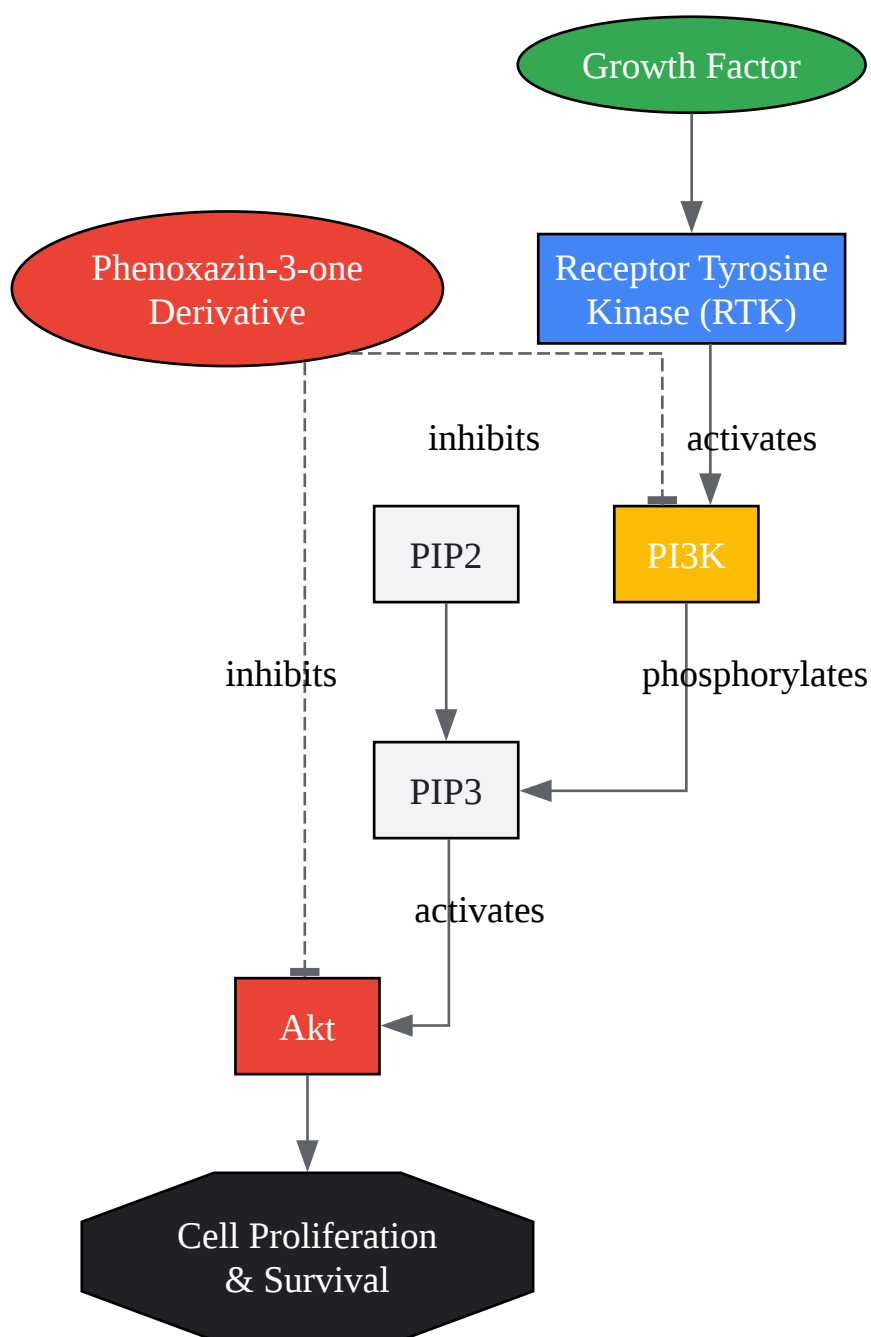 Growth Factor
Phenoxazin-3-one
Derivative
Receptor Tyrosine
Kinase (RTK)
inhibits
activates
PIP2
PI3K
inhibits
phosphorylates
PIP3
activates
Akt
Cell Proliferation
& Survival